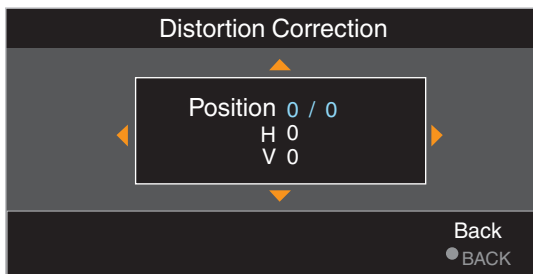 Distortion Correction
Position 0 / 0
H 0
V 0
Back
BACK